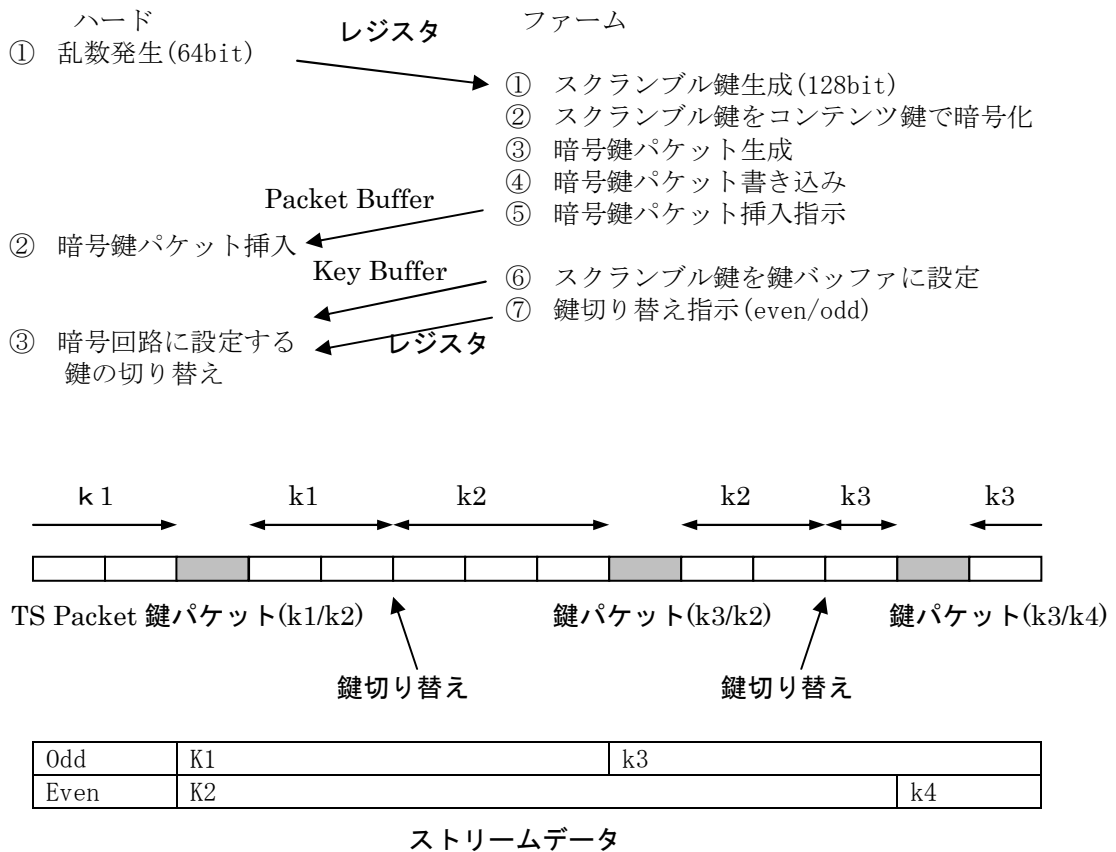 ハード
レジスタ
ファーム
① 乱数発生(64bit)
① スクランブル鍵生成(128bit)
② スクランブル鍵をコンテンツ鍵で暗号化
③ 暗号鍵パケット生成
④ 暗号鍵パケット書き込み
Packet Buffer
⑤ 暗号鍵パケット挿入指示
② 暗号鍵パケット挿入
Key Buffer
⑥ スクランブル鍵を鍵バッファに設定
⑦ 鍵切り替え指示(even/odd)
③ 暗号回路に設定する
鍵の切り替え
レジスタ
ｋ1 k1 k2 k2 k3 k3
TS Packet 鍵パケット(k1/k2) 鍵パケット(k3/k2) 鍵パケット(k3/k4)
鍵切り替え 鍵切り替え
Odd K1 k3
Even K2 k4
ストリームデータ